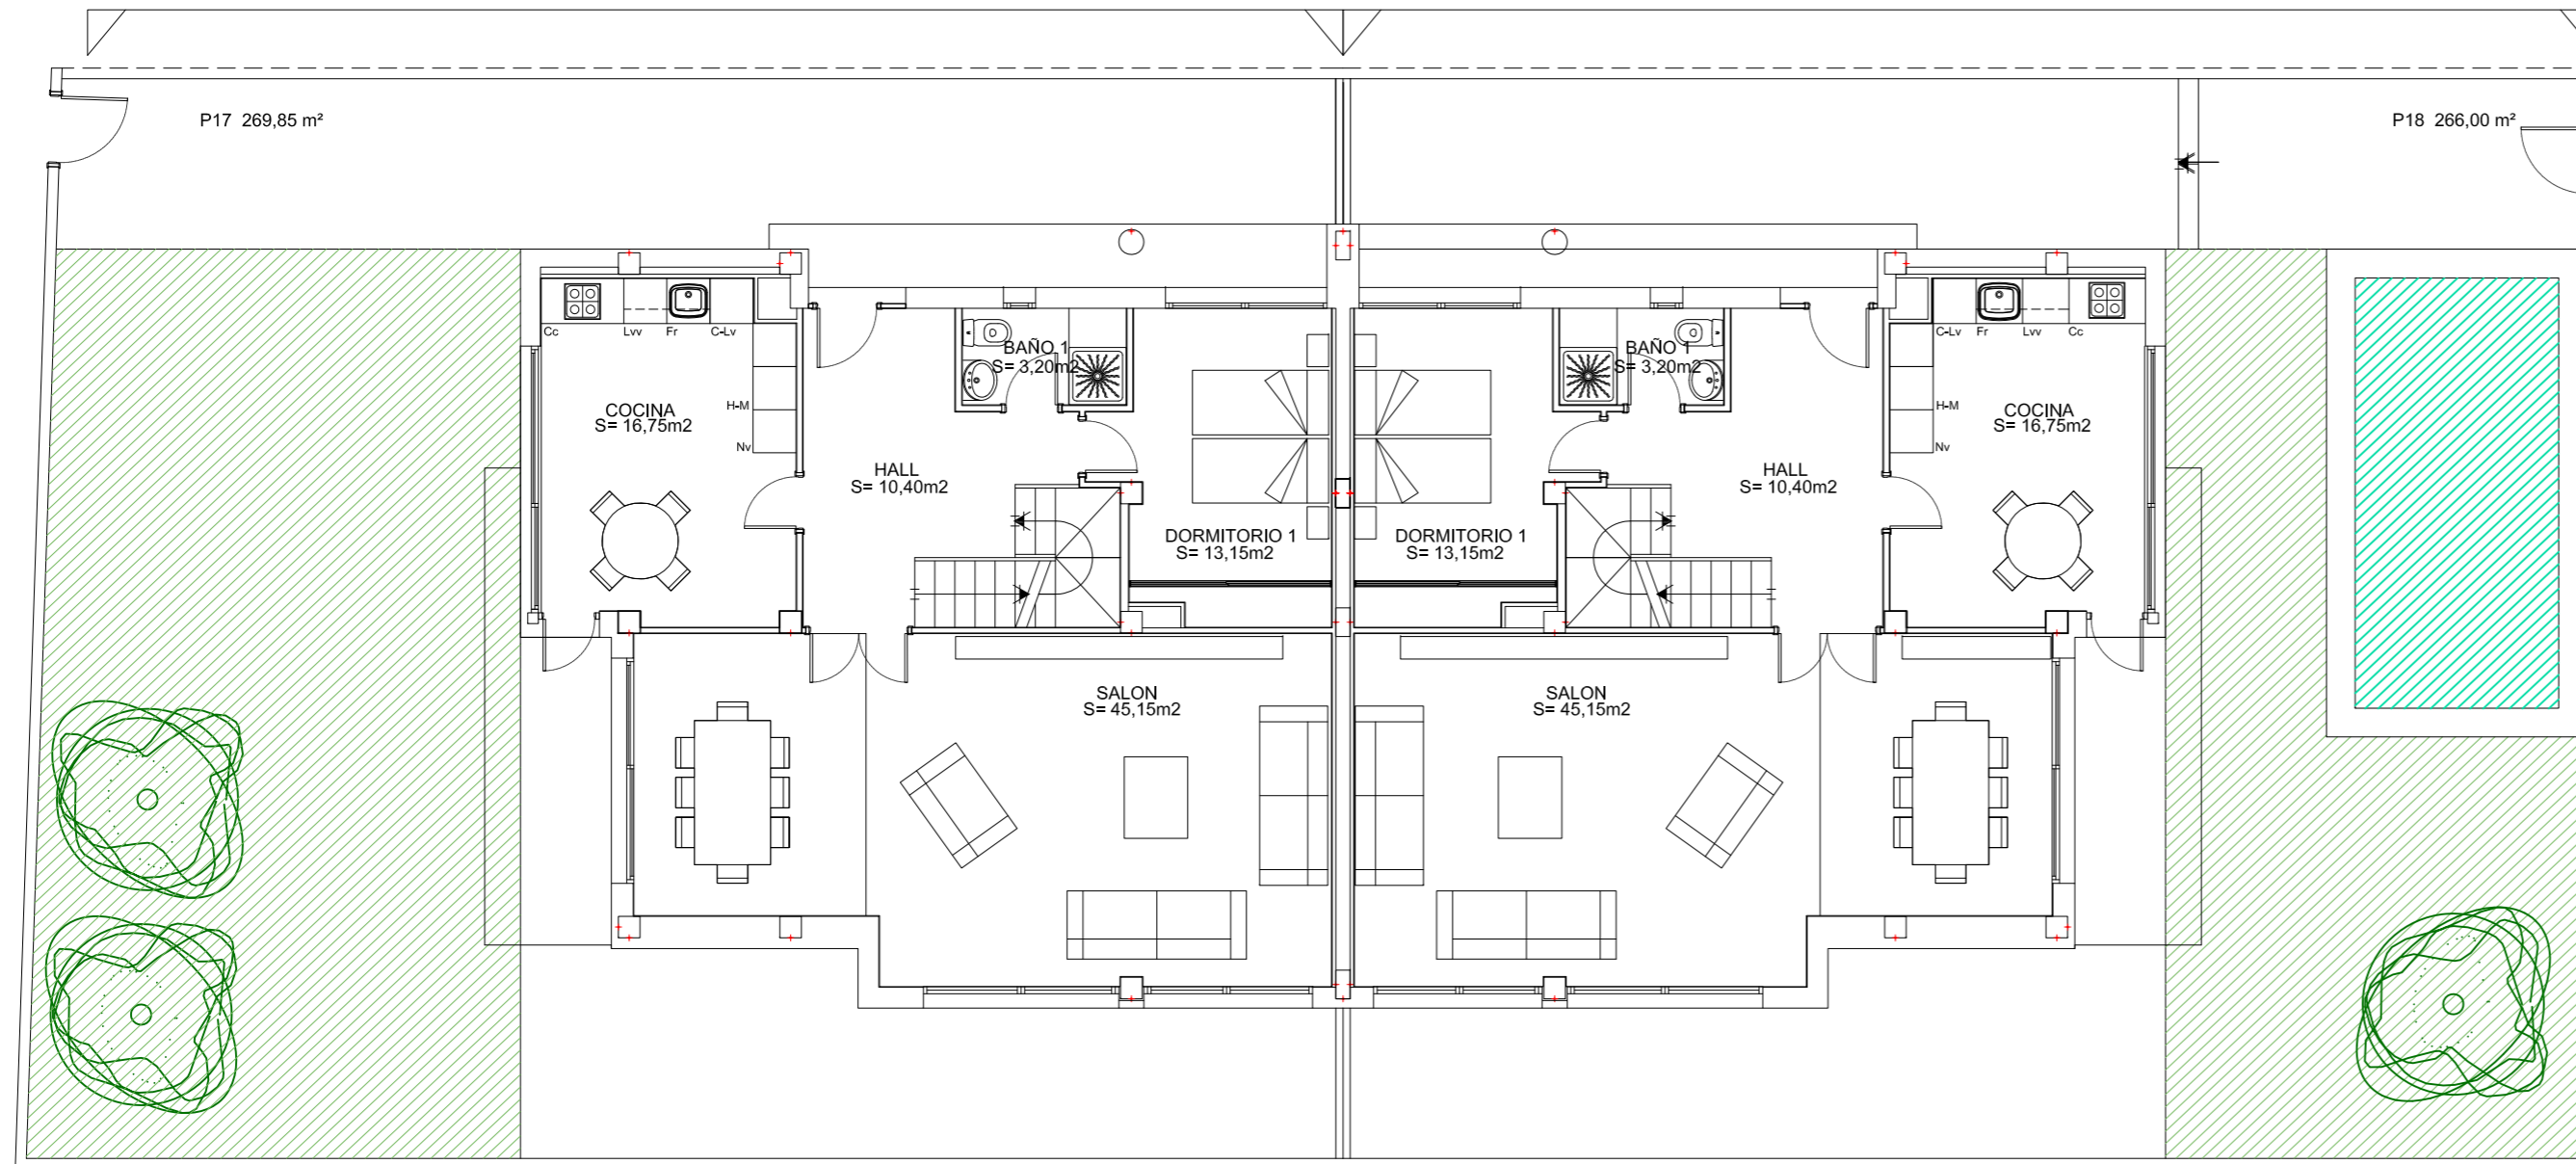 P17 269,85 m²
P18 266,00 m²
Cc
Lvv
Fr
C-Lv
H-M
Nv
COCINA
S= 16,75m2
HALL
S= 10,40m2
BAÑO 1
S= 3,20m2
DORMITORIO 1
S= 13,15m2
SALON
S= 45,15m2
BAÑO 1
S= 3,20m2
DORMITORIO 1
S= 13,15m2
HALL
S= 10,40m2
C-Lv
Fr
Lvv
Cc
H-M
Nv
COCINA
S= 16,75m2
SALON
S= 45,15m2